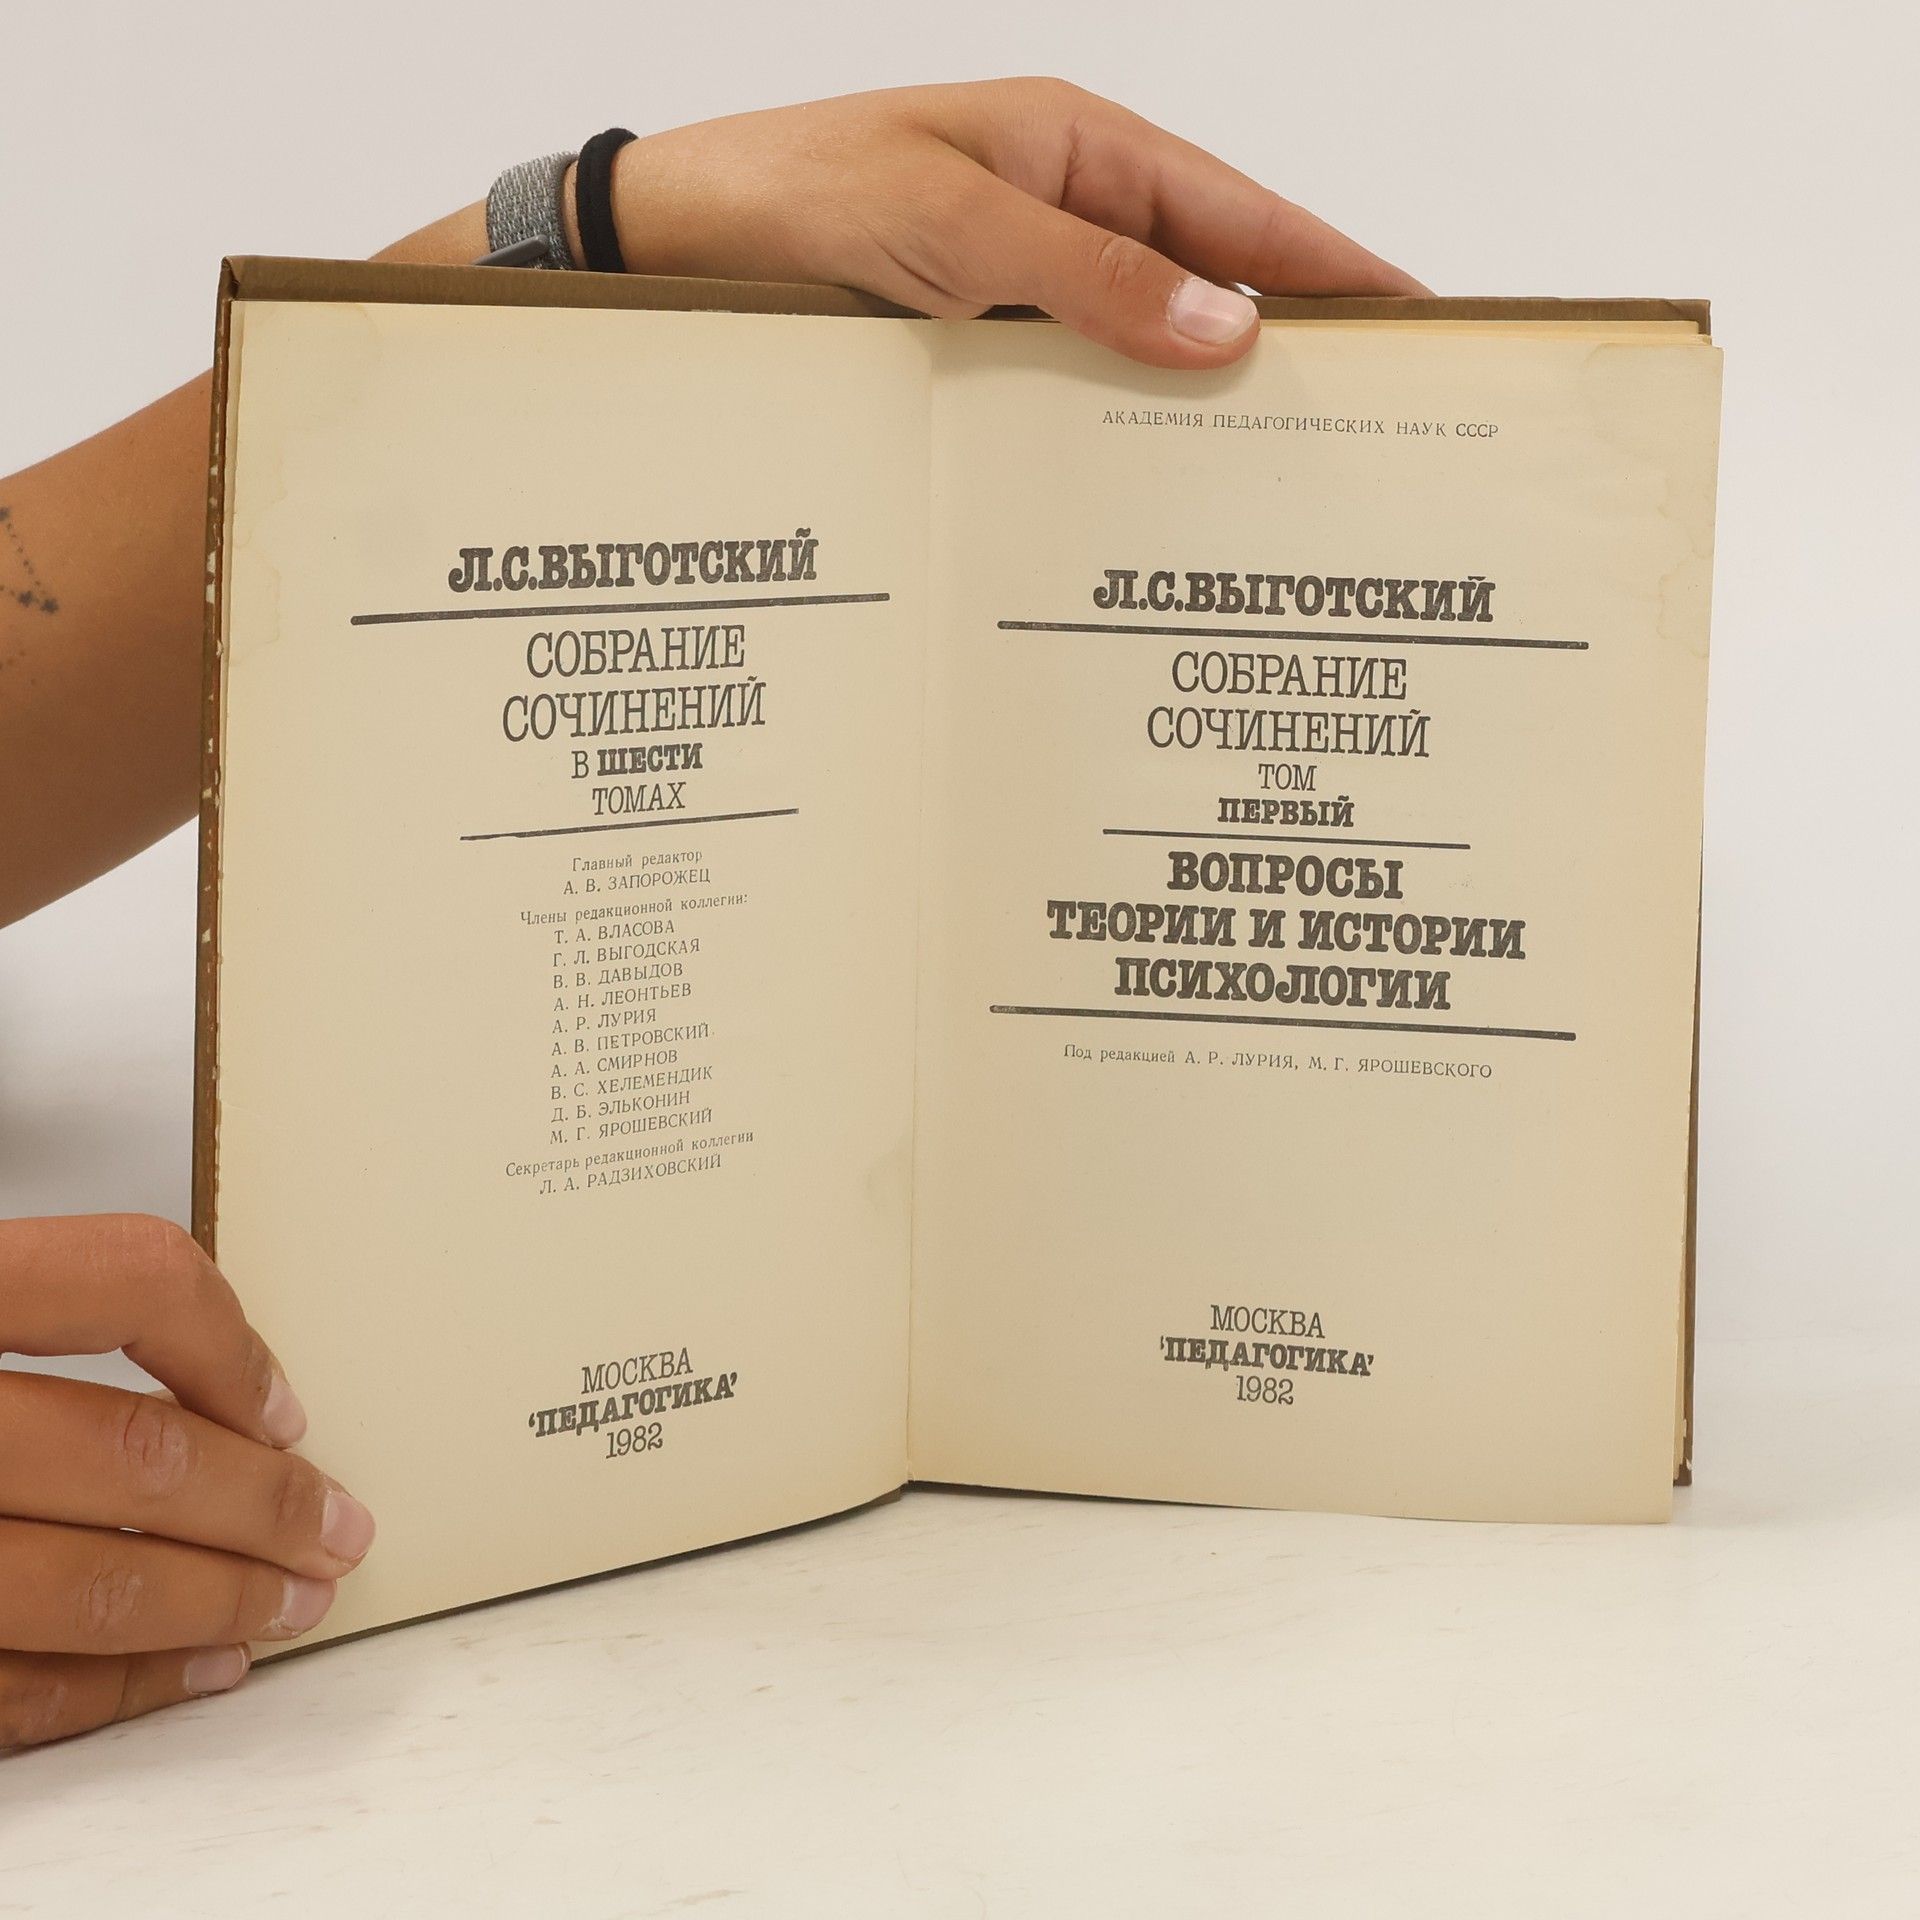 Л.С.ВЫГОТСКИЙ
СОБРАНИЕ
СОЧИНЕНИЙ
В ШЕСТИ
ТОМАХ
Главный редактор
А. В. ЗАПОРОЖЕЦ
Члены редакционной коллегии:
Т. А. ВЛАСОВА
Г. Л. ВЫГОДСКАЯ
В. В. ДАВЫДОВ
А. Н. ЛЕОНТЬЕВ
А. Р. ЛУРИЯ
А. В. ПЕТРОВСКИЙ
А. А. СМИРНОВ
В. С. ХЕЛЕМЕНДИК
Д. Б. ЭЛЬКОНИН
М. Г. ЯРОШЕВСКИЙ
Секретарь редакционной коллегии
Л. А. РАДЗИХОВСКИЙ
МОСКВА
‘ПЕДАГОГИКА’
1982
АКАДЕМИЯ ПЕДАГОГИЧЕСКИХ НАУК СССР
Л.С.ВЫГОТСКИЙ
СОБРАНИЕ
СОЧИНЕНИЙ
ТОМ
ПЕРВЫЙ
ВОПРОСЫ
ТЕОРИИ И ИСТОРИИ
ПСИХОЛОГИИ
Под редакцией А. Р. ЛУРИЯ, М. Г. ЯРОШЕВСКОГО
МОСКВА
‘ПЕДАГОГИКА’
1982